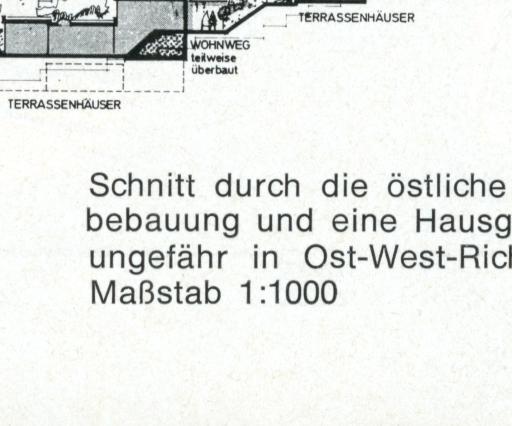 TERRASSENHÄUSER
WOHNWEG
teilweise
überbaut
TERRASSENHÄUSER
Schnitt durch die östliche
bebauung und eine Hausg
ungefähr in Ost-West-Rich
Maßstab 1:1000